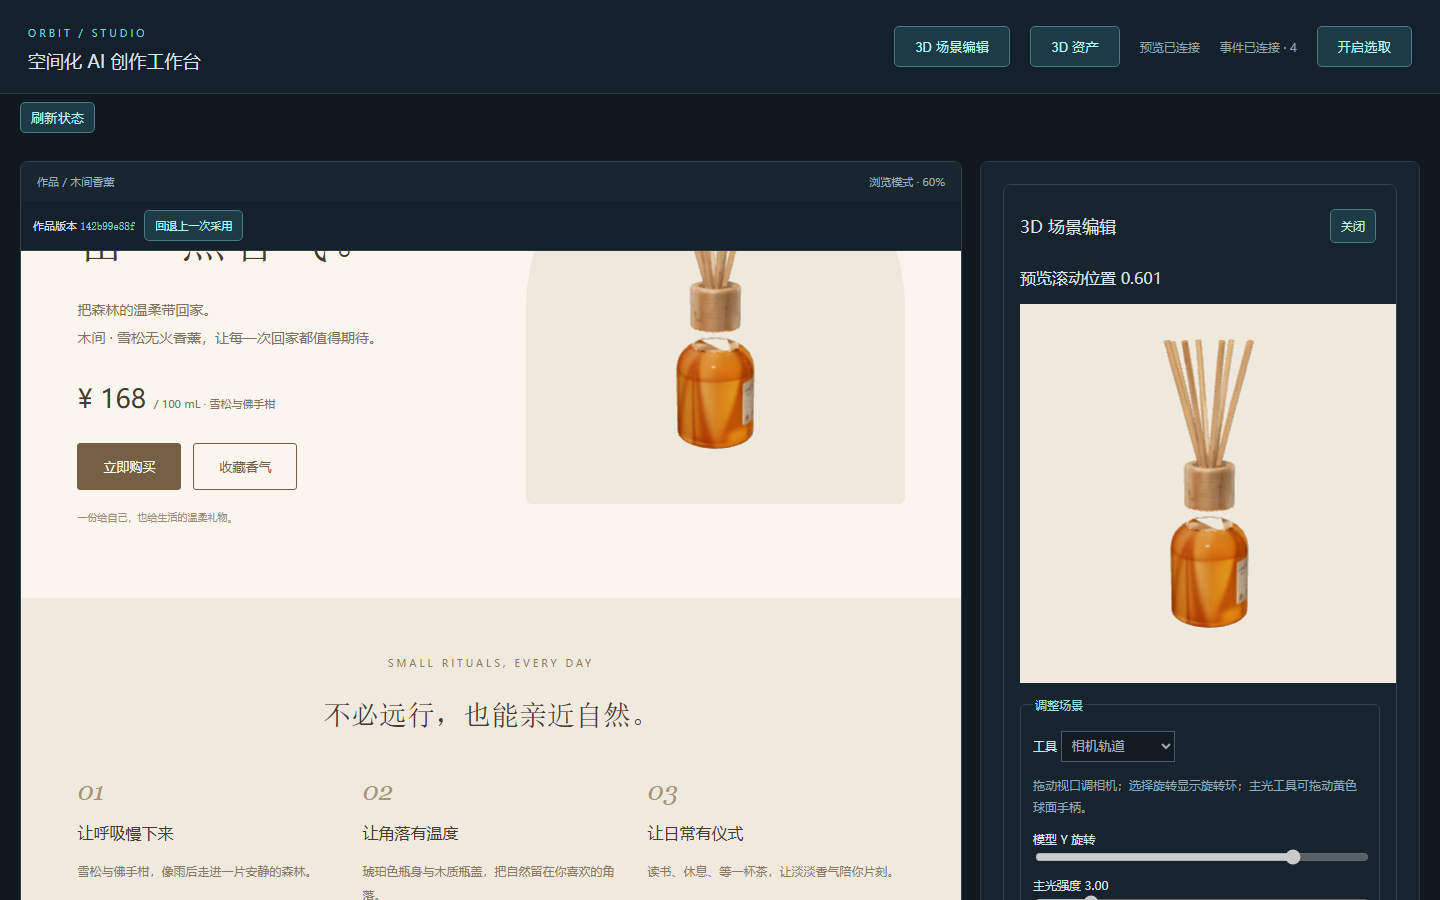 ORBIT / STUDIO
空间化 AI 创作工作台
3D 场景编辑
3D 资产
预览已连接
事件已连接 · 4
开启选取
刷新状态
作品 / 木间香薰
浏览模式 · 60%
作品版本 142b99e88f
回退上一次采用
把森林的温柔带回家。
木间 · 雪松无火香薰，让每一次回家都值得期待。
¥ 168 / 100 mL · 雪松与佛手柑
立即购买
收藏香气
一份给自己，也给生活的温柔礼物。
SMALL RITUALS, EVERY DAY
不必远行，也能亲近自然。
01
让呼吸慢下来
雪松与佛手柑，像雨后走进一片安静的森林。
02
让角落有温度
琥珀色瓶身与木质瓶盖，把自然留在你喜欢的角
落。
03
让日常有仪式
读书、休息、等一杯茶，让淡淡香气陪你片刻。
3D 场景编辑
关闭
预览滚动位置 0.601
调整场景
工具 相机轨道
拖动视口调相机；选择旋转显示旋转环；主光工具可拖动黄色
球面手柄。
模型 Y 旋转
主光强度 3.00